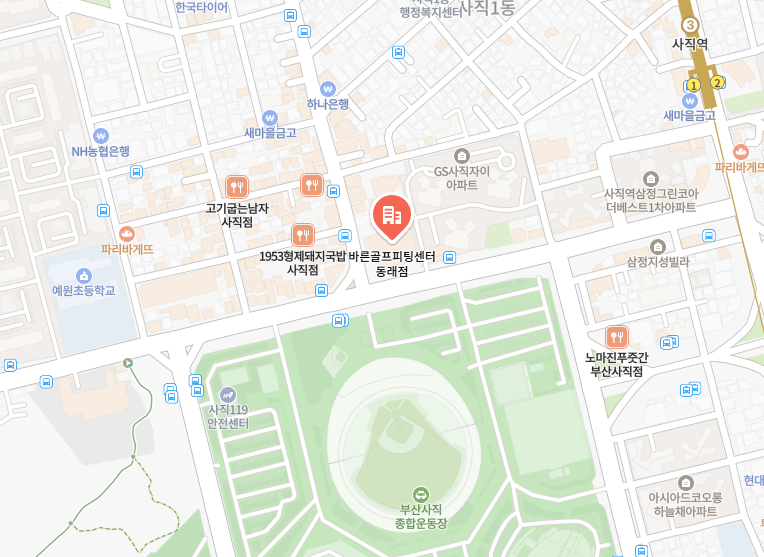 한국타이어
행정복지센터
사직1동
3
사직역
1
2
하나은행
새마을금고
새마을금고
NH농협은행
GS사직자이
아파트
파리바게뜨
사직역삼정그린코아
더베스트1차아파트
고기굽는남자
사직점
파리바게뜨
1953형제돼지국밥
사직점
바른골프피팅센터
동래점
삼정지성빌라
예원초등학교
노마진푸줏간
부산사직점
사직119
안전센터
현대
아시아드코오롱
하늘채아파트
부산사직
종합운동장